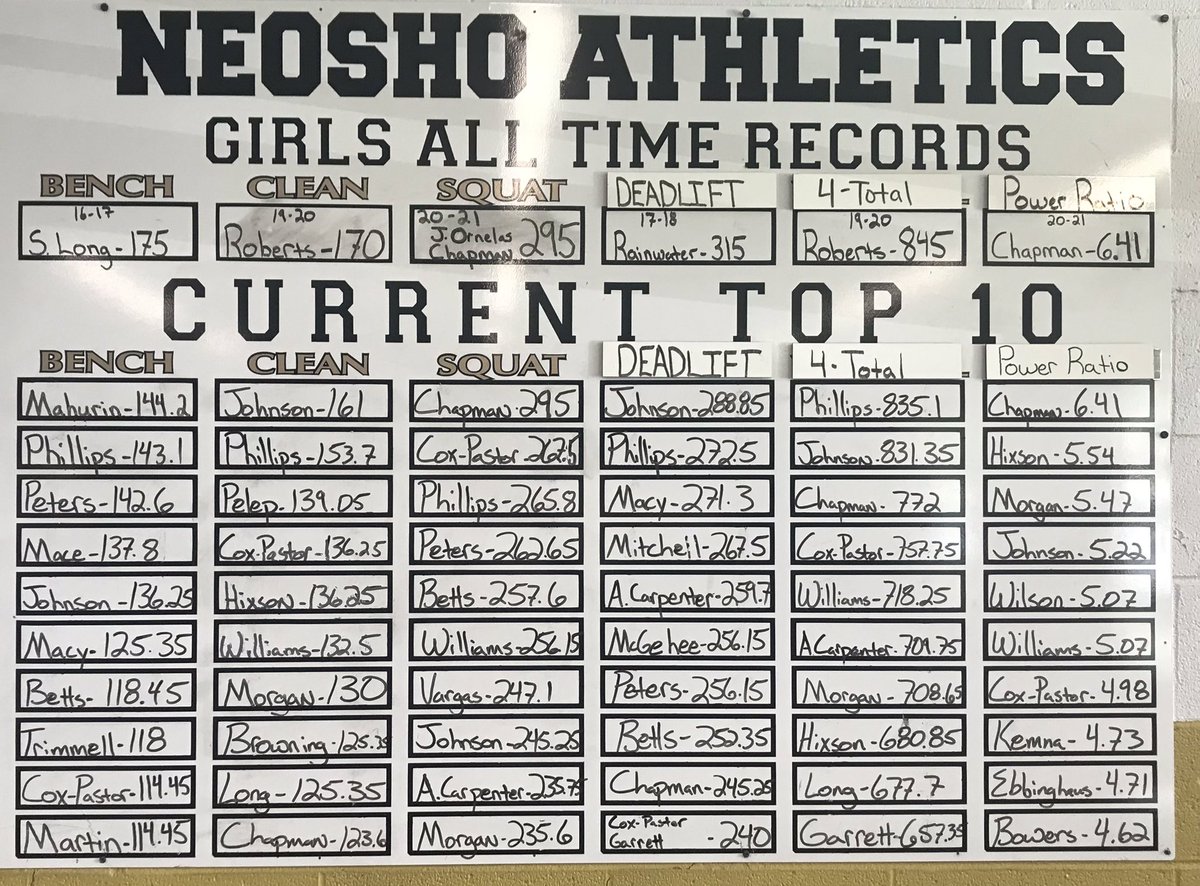 NEOSHO ATHLETICS
GIRLS ALL TIME RECORDS
BENCH CLEAN SQUAT DEADLIFT 4-Total - Power Ratio
16-17 19-20 20-21 17-18 19-20 20-21
S. Long-175 Roberts-170 J. Ornelas Chapman 295 Rainwater-315 Roberts-845 Chapman-6.41
CURRENT TOP 10
BENCH CLEAN SQUAT DEADLIFT 4-Total - Power Ratio
Maburin-144.2 Johnson-161 Chapman-295 Johnson-288.85 Phillips-835.1 Chapman-6.41
Phillips-143.1 Phillips-153.7 Cox-Pastor-262.5 Phillips-272.5 Johnson-831.35 Hixson-5.54
Peters-142.6 Pelep-139.05 Phillips-265.8 Macy-271.3 Chapman-772 Morgan-5.47
Mace-137.8 Cox-Pastor-136.25 Peters-262.65 Mitchell-267.5 Cox-Pastor-757.75 Johnson-5.22
Johnson-136.25 Hixson-136.25 Betts-257.6 A.Carpenter-259.7 Williams-718.25 Wilson-5.07
Macy-125.35 Williams-132.5 Williams-256.15 McGehee-256.15 A Carpenter-709.75 Williams-5.07
Betts-118.45 Morgan-130 Vargas-247.1 Peters-256.15 Morgan-708.65 Cox-Pastor-4.98
Trimmell-118 Browning-125.35 Johnson-245.25 Betts-252.35 Hixson-680.85 Kemna-4.73
Cox-Pastor-114.45 Long-125.35 A.Carpenter-235.75 Chapman-245.25 Long-677.7 Ebbinghaus-4.71
Martin-114.45 Chapman-123.6 Morgan-235.6 Cox-Pastor Garrett-240 Garrett-657.35 Bowers-4.62